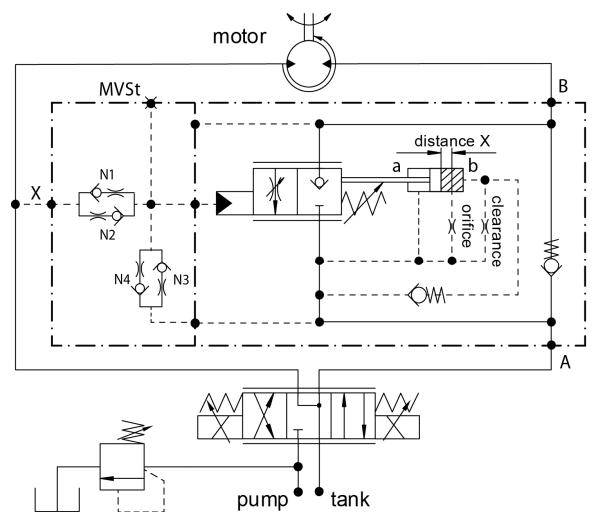 motor
MVSt
B
distance X
a
b
N1
X
N2
orifice
clearance
N4
N3
A
pump
tank